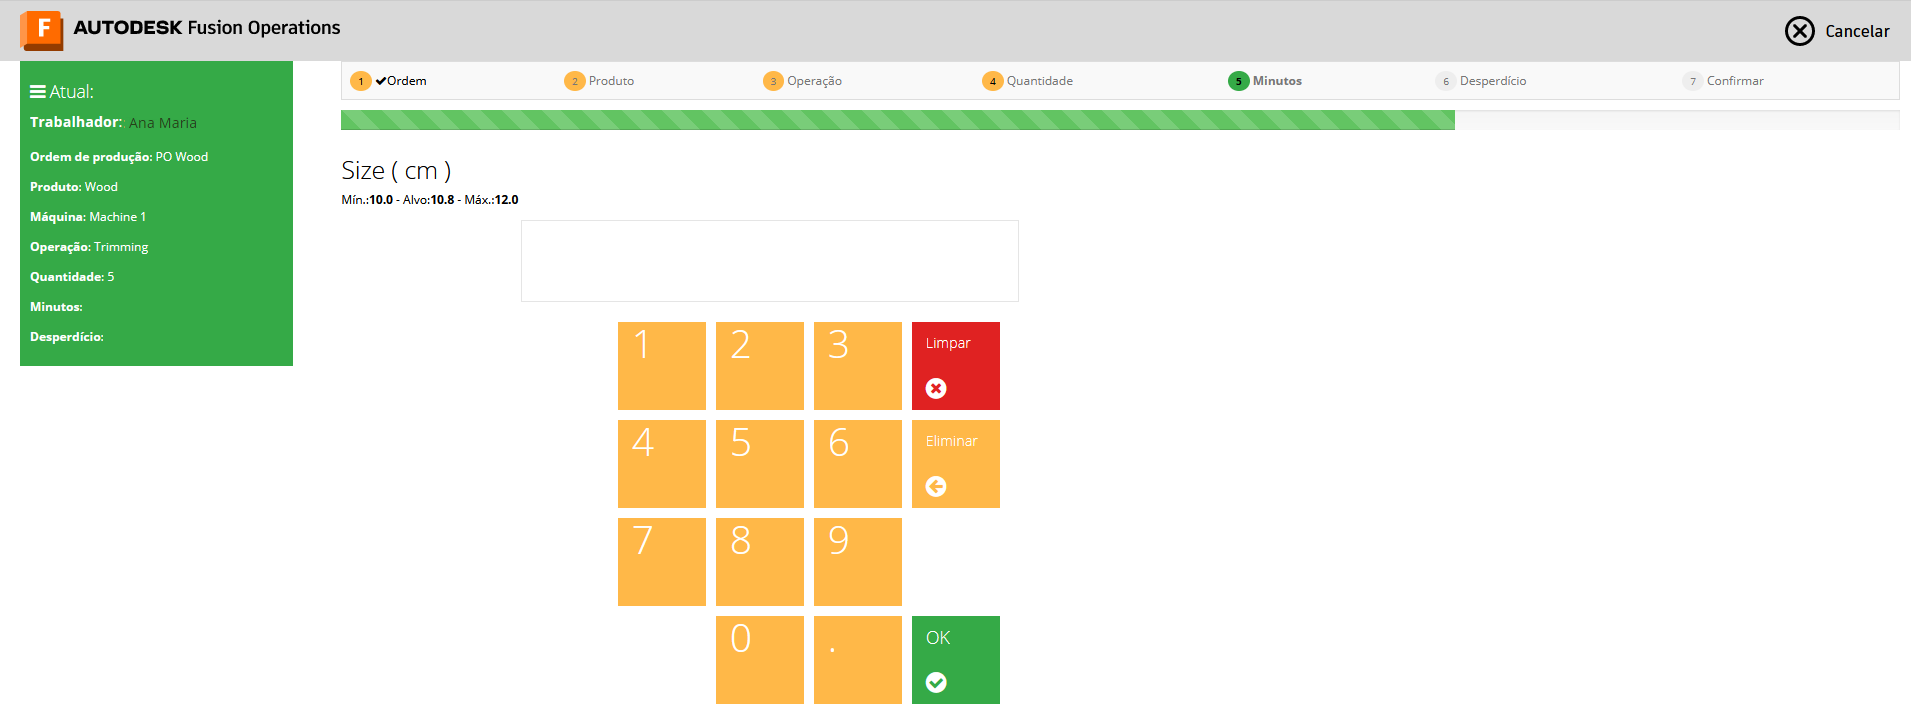 F AUTODESK Fusion Operations
Cancelar
Atual:
Trabalhador: Ana Maria
Ordem de produção: PO Wood
Produto: Wood
Máquina: Machine 1
Operação: Trimming
Quantidade: 5
Minutos:
Desperdício:
1 Ordem 2 Produto 3 Operação 4 Quantidade 5 Minutos 6 Desperdício 7 Confirmar
Size ( cm )
Mín.:10.0 - Alvo:10.8 - Máx.:12.0
1 2 3 Limpar
4 5 6 Eliminar
7 8 9
0 . OK